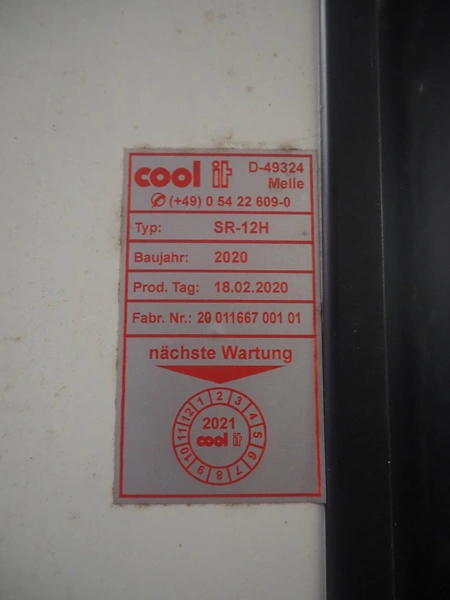 cool it D-49324
Melle
✆ (+49) 0 54 22 609-0
Typ: SR-12H
Baujahr: 2020
Prod. Tag: 18.02.2020
Fabr. Nr.: 20 011667 001 01
nächste Wartung
1 2 3 4 5 6 7 8 9 10 11 12
2021
cool it